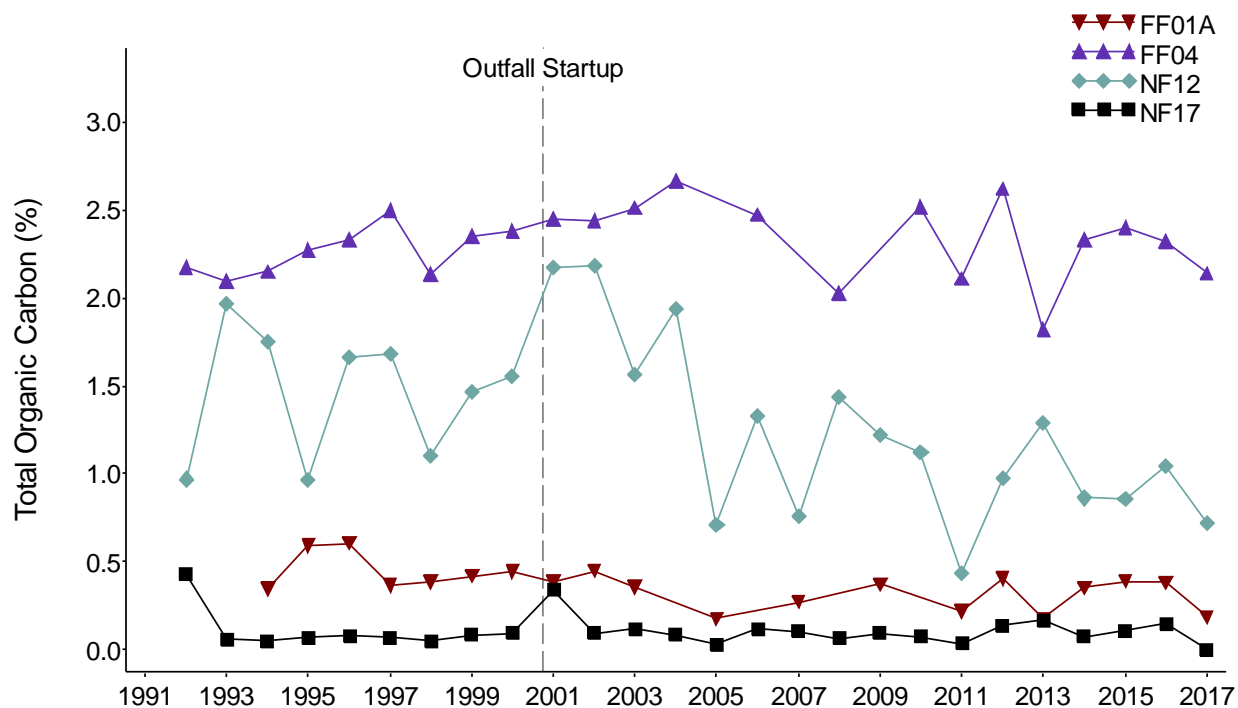 FF01A
FF04
NF12
NF17
Outfall Startup
Total Organic Carbon (%)
3.0
2.5
2.0
1.5
1.0
0.5
0.0
1991 1993 1995 1997 1999 2001 2003 2005 2007 2009 2011 2013 2015 2017